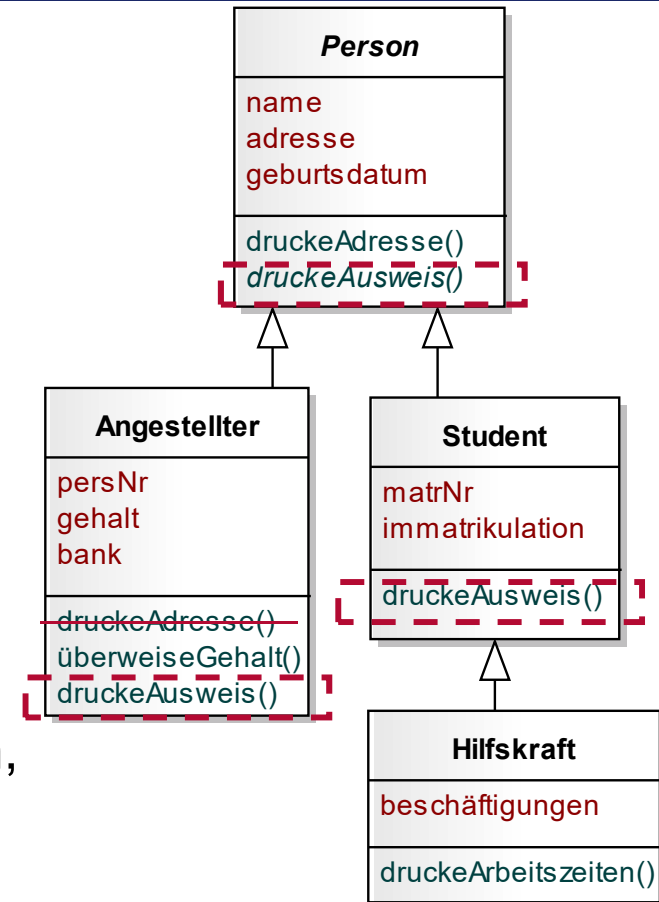 Person
name
adresse
geburtsdatum
druckeAdresse()
druckeAusweis()
Angestellter
persNr
gehalt
bank
druckeAdresse()
überweiseGehalt()
druckeAusweis()
Student
matrNr
immatrikulation
druckeAusweis()
Hilfskraft
beschäftigungen
druckeArbeitszeiten()